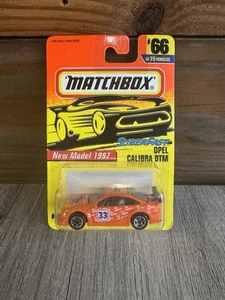 #66
OF 75 VEHICLES
MATCHBOX
New Model 1997
SUPERFAST
OPEL
CALIBRA DTM
33